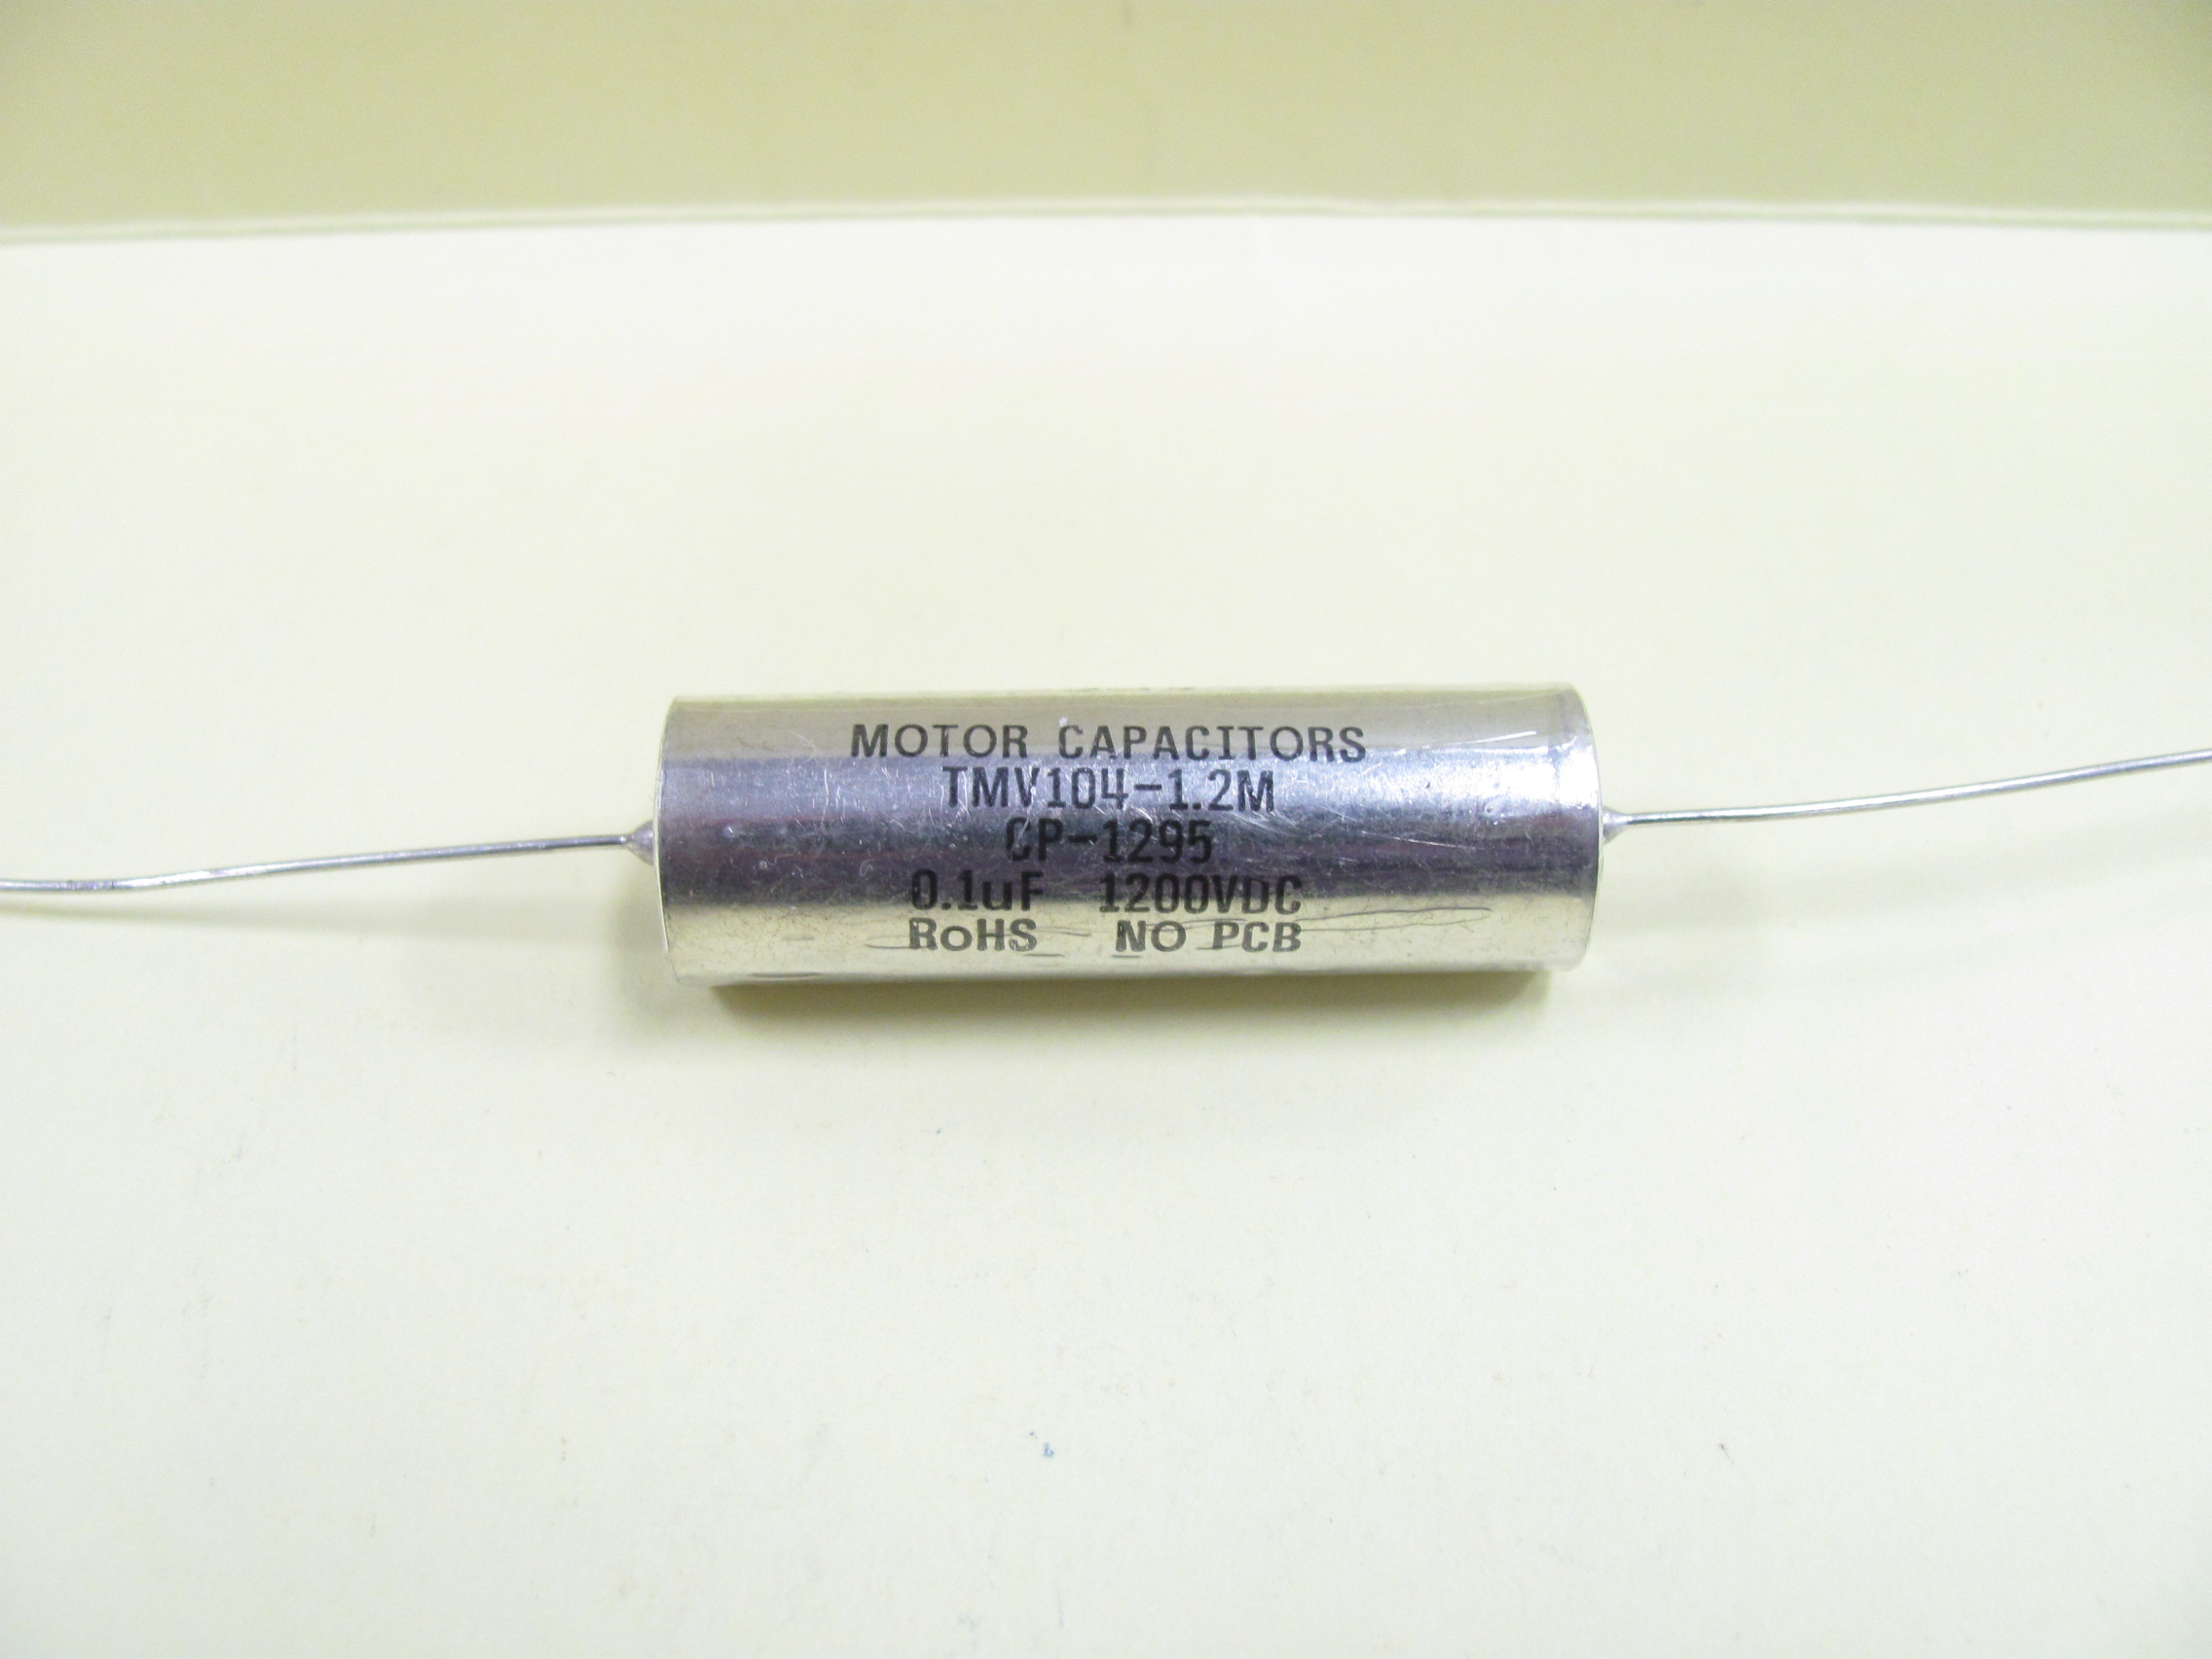 MOTOR CAPACITORS
TMV104-1.2M
CP-1295
0.1uF 1200VDC
RoHS NO PCB